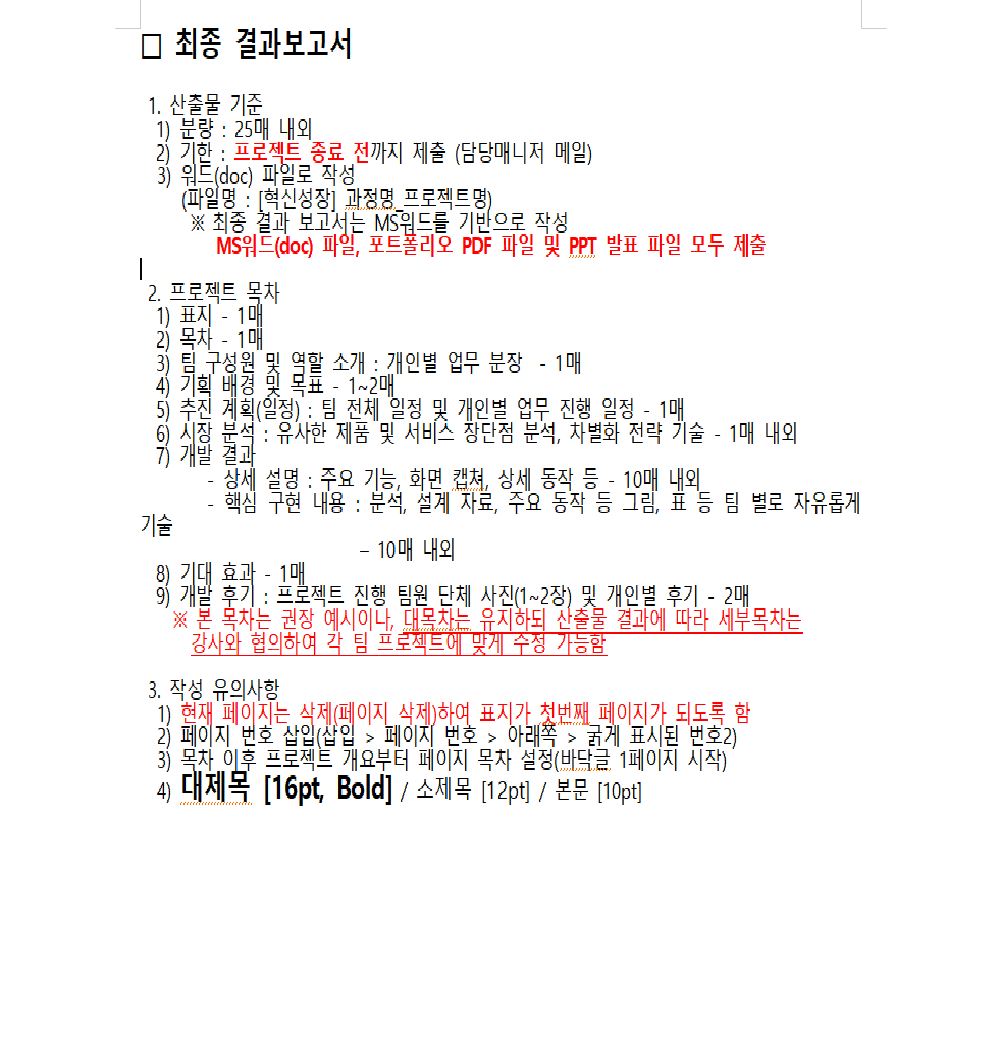 □ 최종 결과보고서
1. 산출물 기준
1) 분량 : 25매 내외
2) 기한 : 프로젝트 종료 전까지 제출 (담당매니저 메일)
3) 워드(doc) 파일로 작성
(파일명 : [혁신성장] 과정명_프로젝트명)
※ 최종 결과 보고서는 MS워드를 기반으로 작성
MS워드(doc) 파일, 포트폴리오 PDF 파일 및 PPT 발표 파일 모두 제출
2. 프로젝트 목차
1) 표지 - 1매
2) 목차 - 1매
3) 팀 구성원 및 역할 소개 : 개인별 업무 분장 - 1매
4) 기획 배경 및 목표 - 1~2매
5) 추진 계획(일정) : 팀 전체 일정 및 개인별 업무 진행 일정 - 1매
6) 시장 분석 : 유사한 제품 및 서비스 장단점 분석, 차별화 전략 기술 - 1매 내외
7) 개발 결과
- 상세 설명 : 주요 기능, 화면 캡쳐, 상세 동작 등 - 10매 내외
- 핵심 구현 내용 : 분석, 설계 자료, 주요 동작 등 그림, 표 등 팀 별로 자유롭게
기술
– 10매 내외
8) 기대 효과 - 1매
9) 개발 후기 : 프로젝트 진행 팀원 단체 사진(1~2장) 및 개인별 후기 – 2매
※ 본 목차는 권장 예시이나, 대목차는 유지하되 산출물 결과에 따라 세부목차는
강사와 협의하여 각 팀 프로젝트에 맞게 수정 가능함
3. 작성 유의사항
1) 현재 페이지는 삭제(페이지 삭제)하여 표지가 첫번째 페이지가 되도록 함
2) 페이지 번호 삽입(삽입 > 페이지 번호 > 아래쪽 > 굵게 표시된 번호2)
3) 목차 이후 프로젝트 개요부터 페이지 목차 설정(바닥글 1페이지 시작)
4) 대제목 [16pt, Bold] / 소제목 [12pt] / 본문 [10pt]